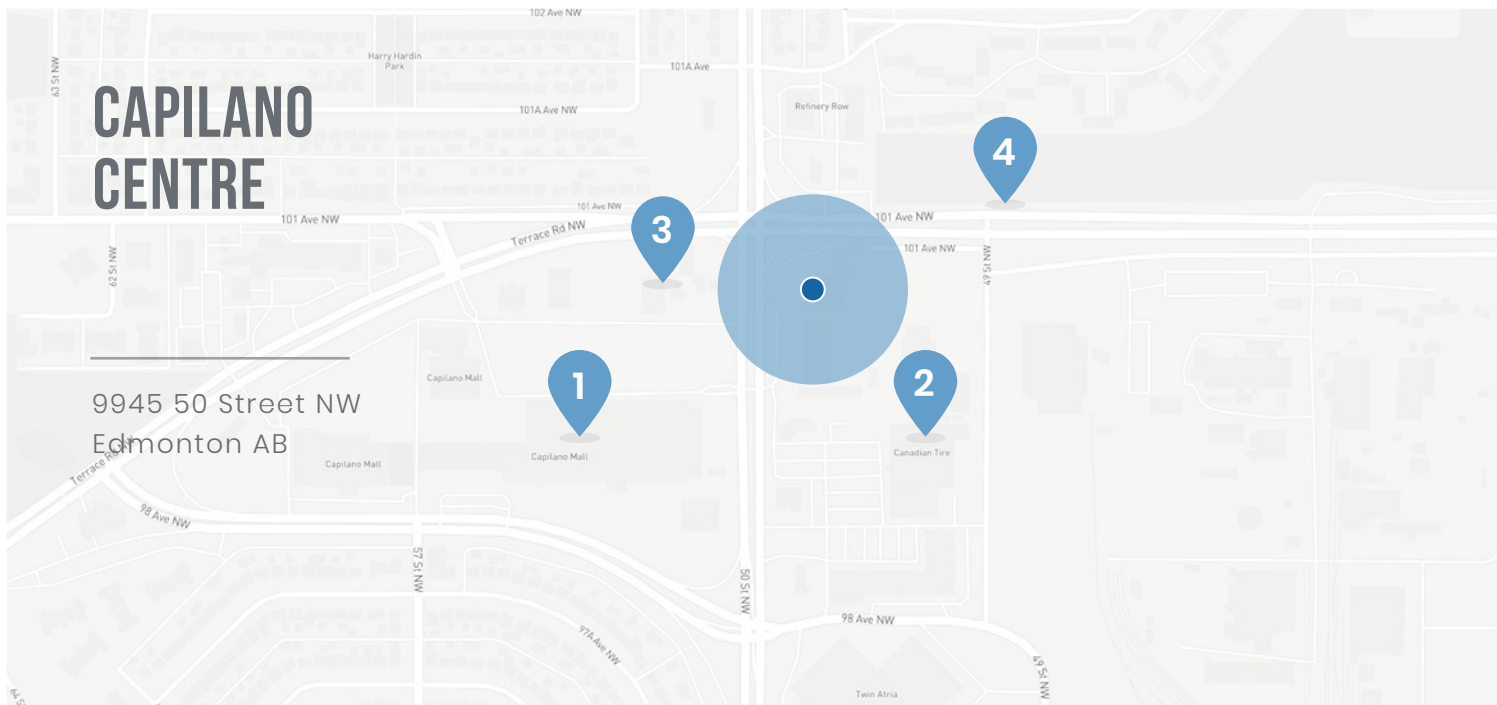 102 Ave NW
63 St NW
Harry Hardin
Park
101A Ave
CAPILANO
CENTRE
101A Ave NW
Refinery Row
4
101 Ave NW
101 Ave NW
101 Ave NW
3
Terrace Rd NW
101 Ave NW
62 St NW
49 St NW
9945 50 Street NW
Edmonton AB
Capilano Mall
1
2
Terrace Rd NW
Capilano Mall
Capilano Mall
Canadian Tire
98 Ave NW
57 St NW
50 St NW
98 Ave NW
97A Ave NW
49 St NW
Twin Atria